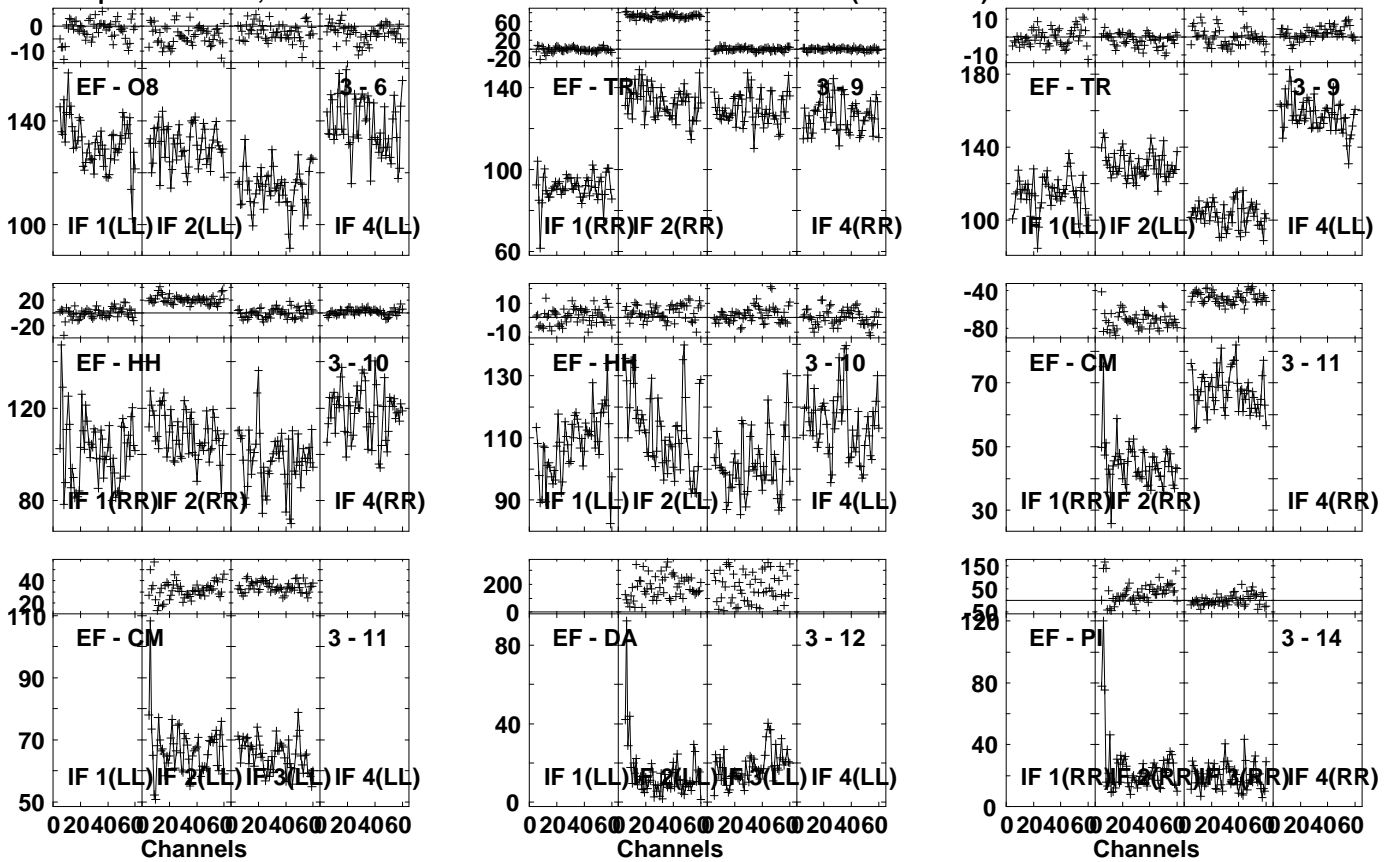 0
-10
EF - O8
3 - 6
140
100
IF 1(LL) IF 2(LL) IF 4(LL)
60
20
-20
EF - TR
3 - 9
140
100
60
IF 1(RR) IF 2(RR) IF 4(RR)
10
-10
EF - TR
3 - 9
180
140
100
IF 1(LL) IF 2(LL) IF 4(LL)
20
-20
EF - HH
3 - 10
120
80
IF 1(RR) IF 2(RR) IF 4(RR)
10
-10
EF - HH
3 - 10
130
110
90
IF 1(LL) IF 2(LL) IF 4(LL)
-40
-80
EF - CM
3 - 11
70
50
30
IF 1(RR) IF 2(RR) IF 4(RR)
40
20
110
EF - CM
3 - 11
90
70
50
IF 1(LL) IF 2(LL) IF 3(LL) IF 4(LL)
0 20 40 60 0 20 40 60 0 20 40 60 0 20 40 60
Channels
200
0
EF - DA
3 - 12
80
40
0
IF 1(LL) IF 2(LL) IF 3(LL) IF 4(LL)
0 20 40 60 0 20 40 60 0 20 40 60 0 20 40 60
Channels
150
50
-50
120
EF - PI
3 - 14
80
40
0
IF 1(RR) IF 2(RR) IF 3(RR) IF 4(RR)
0 20 40 60 0 20 40 60 0 20 40 60 0 20 40 60
Channels